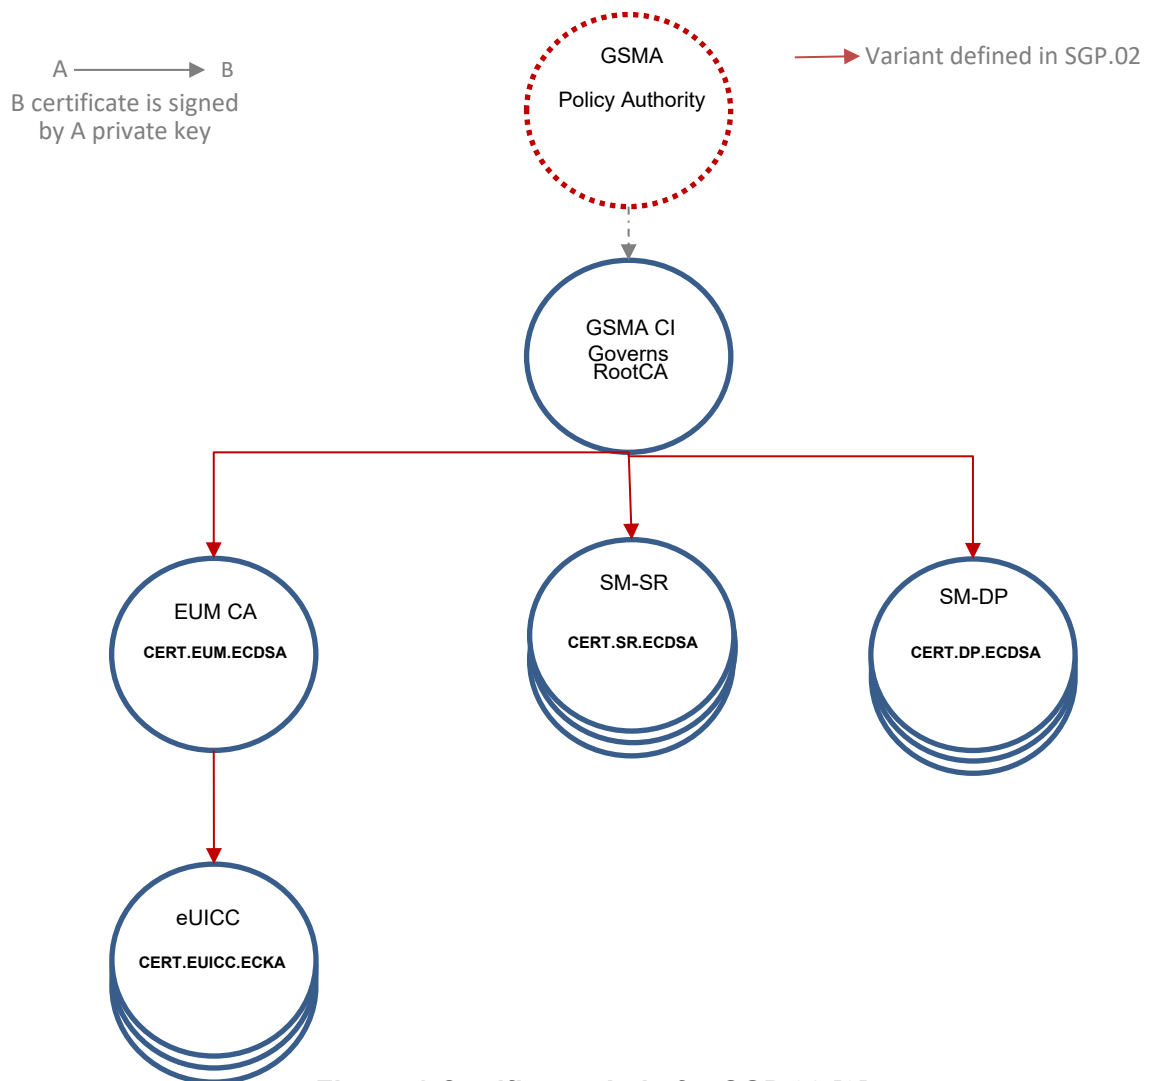 GSMA
Policy Authority
A
B
B certificate is signed
by A private key
Variant defined in SGP.02
GSMA CI
Governs
RootCA
EUM CA
CERT.EUM.ECDSA
SM-SR
CERT.SR.ECDSA
SM-DP
CERT.DP.ECDSA
eUICC
CERT.EUICC.ECKA